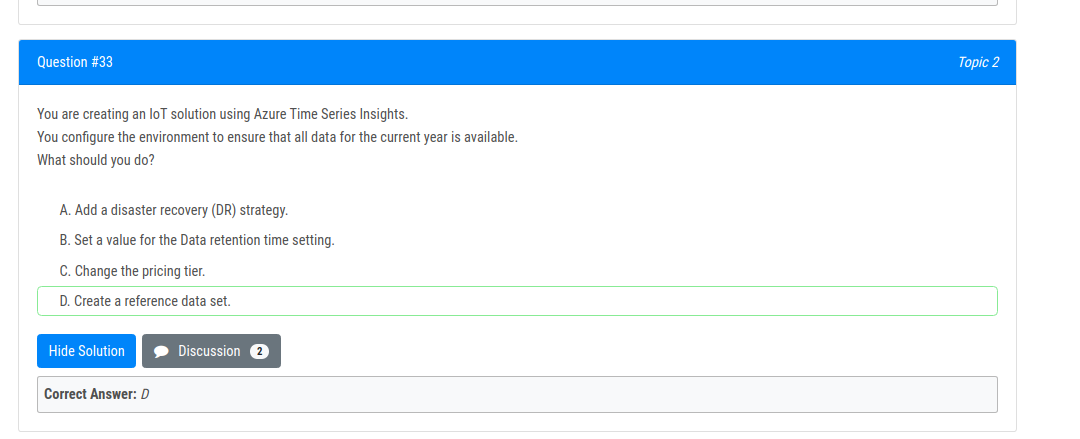 Question #33
Topic 2
You are creating an IoT solution using Azure Time Series Insights.
You configure the environment to ensure that all data for the current year is available.
What should you do?
A. Add a disaster recovery (DR) strategy.
B. Set a value for the Data retention time setting.
C. Change the pricing tier.
D. Create a reference data set.
Hide Solution
Discussion 2
Correct Answer: D